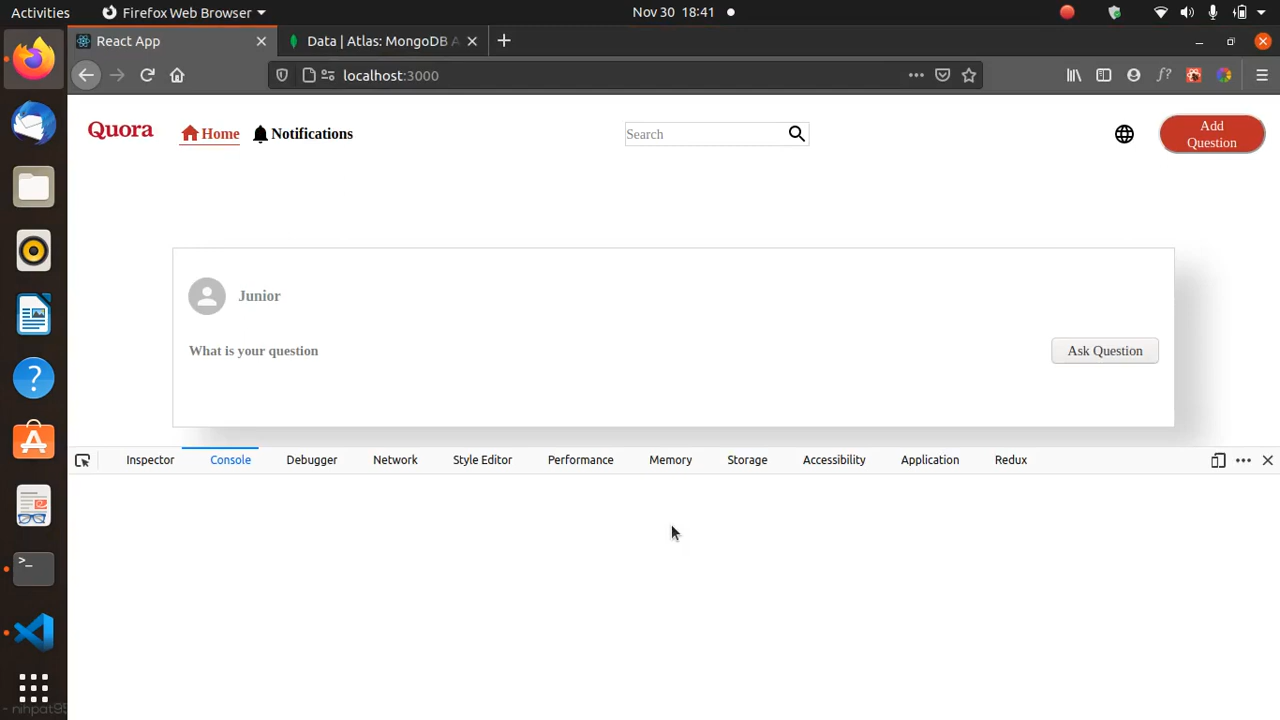 Activities Firefox Web Browser Nov 30 18:41
React App Data | Atlas: MongoDB A
localhost:3000
Quora Home Notifications Search Add
Question
Junior
What is your question Ask Question
Inspector Console Debugger Network Style Editor Performance Memory Storage Accessibility Application Redux
- ninpat95